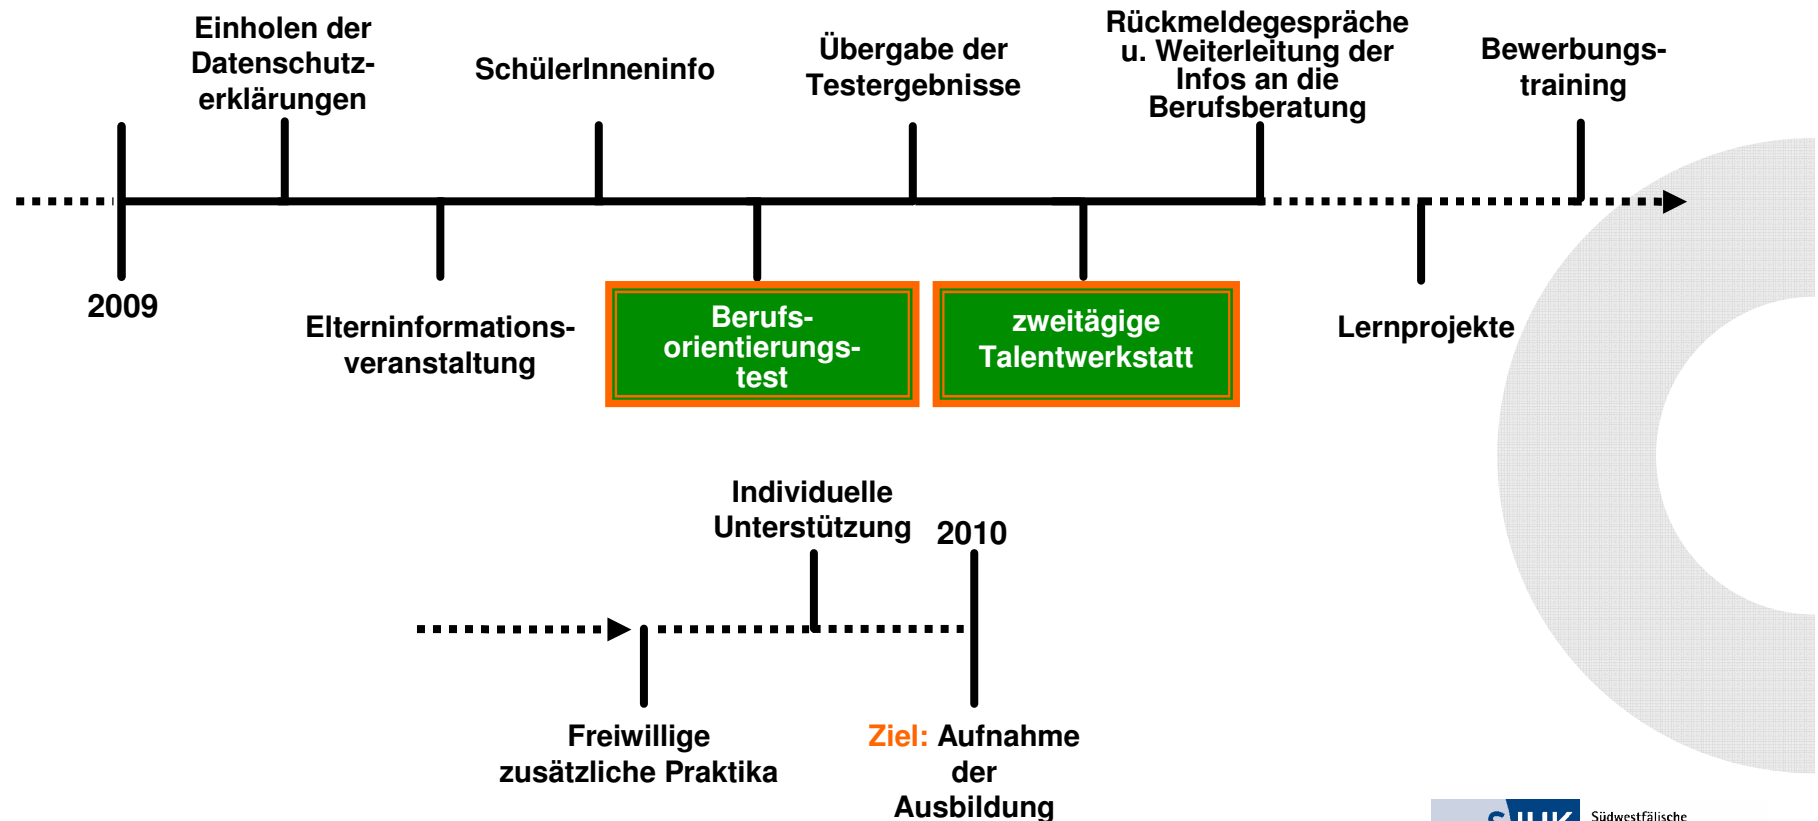 Einholen der
Datenschutz-
erklärungen
SchülerInneninfo
Übergabe der
Testergebnisse
Rückmeldegespräche
u. Weiterleitung der
Infos an die
Berufsberatung
Bewerbungs-
training
2009
Elterninformations-
veranstaltung
Berufs-
orientierungs-
test
zweitägige
Talentwerkstatt
Lernprojekte
Individuelle
Unterstützung
2010
Freiwillige
zusätzliche Praktika
Ziel: Aufnahme
der
Ausbildung
SIHK
Südwestfälische